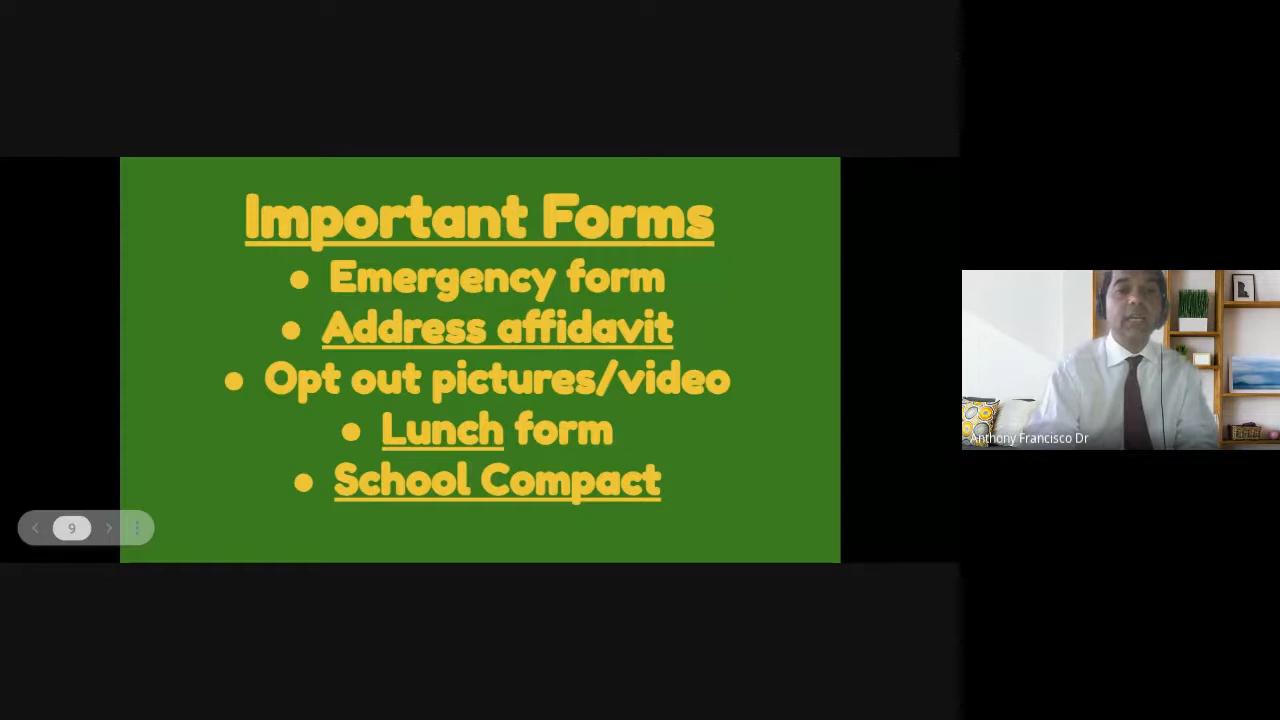 Important Forms
● Emergency form
● Address affidavit
● Opt out pictures/video
● Lunch form
● School Compact
9
Anthony Francisco Dr